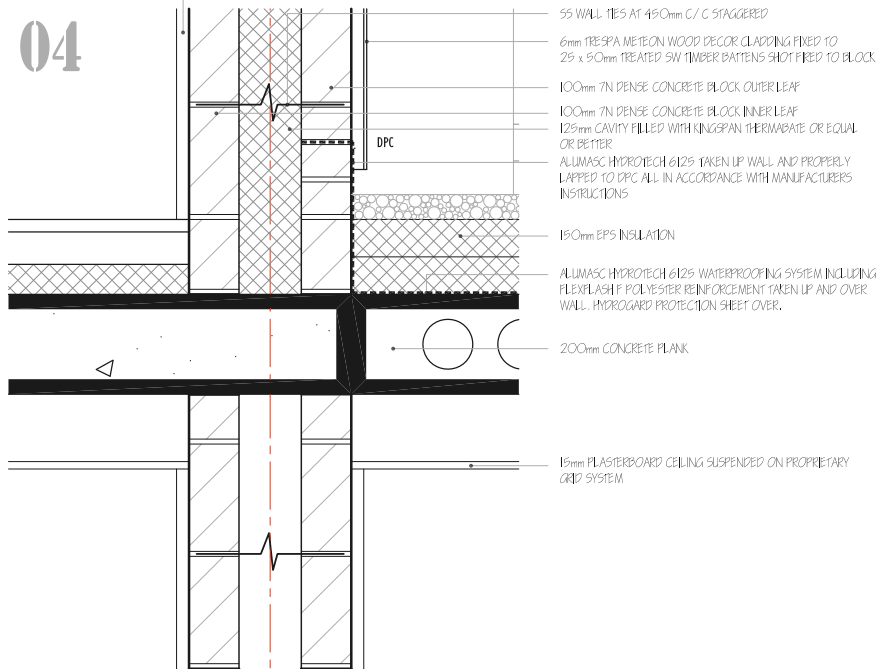 04
SS WALL TIES AT 450mm C/C STAGGERED
6mm TRESPA METEON WOOD DECOR CLADDING FIXED TO
25 x 50mm TREATED SW TIMBER BATTENS SHOT FIRED TO BLOCK
100mm 7N DENSE CONCRETE BLOCK OUTER LEAF
100mm 7N DENSE CONCRETE BLOCK INNER LEAF
125mm CAVITY FILLED WITH KINGSPAN THERMABATE OR EQUAL
OR BETTER
DPC
ALUMASC HYDROTECH 6125 TAKEN UP WALL AND PROPERLY
LAPPED TO DPC ALL IN ACCORDANCE WITH MANUFACTURERS
INSTRUCTIONS
150mm EPS INSULATION
ALUMASC HYDROTECH 6125 WATERPROOFING SYSTEM INCLUDING
FLEXFLASH F POLYESTER REINFORCEMENT TAKEN UP AND OVER
WALL. HYDROGARD PROTECTION SHEET OVER.
200mm CONCRETE PLANK
15mm PLASTERBOARD CEILING SUSPENDED ON PROPRIETARY
GRID SYSTEM